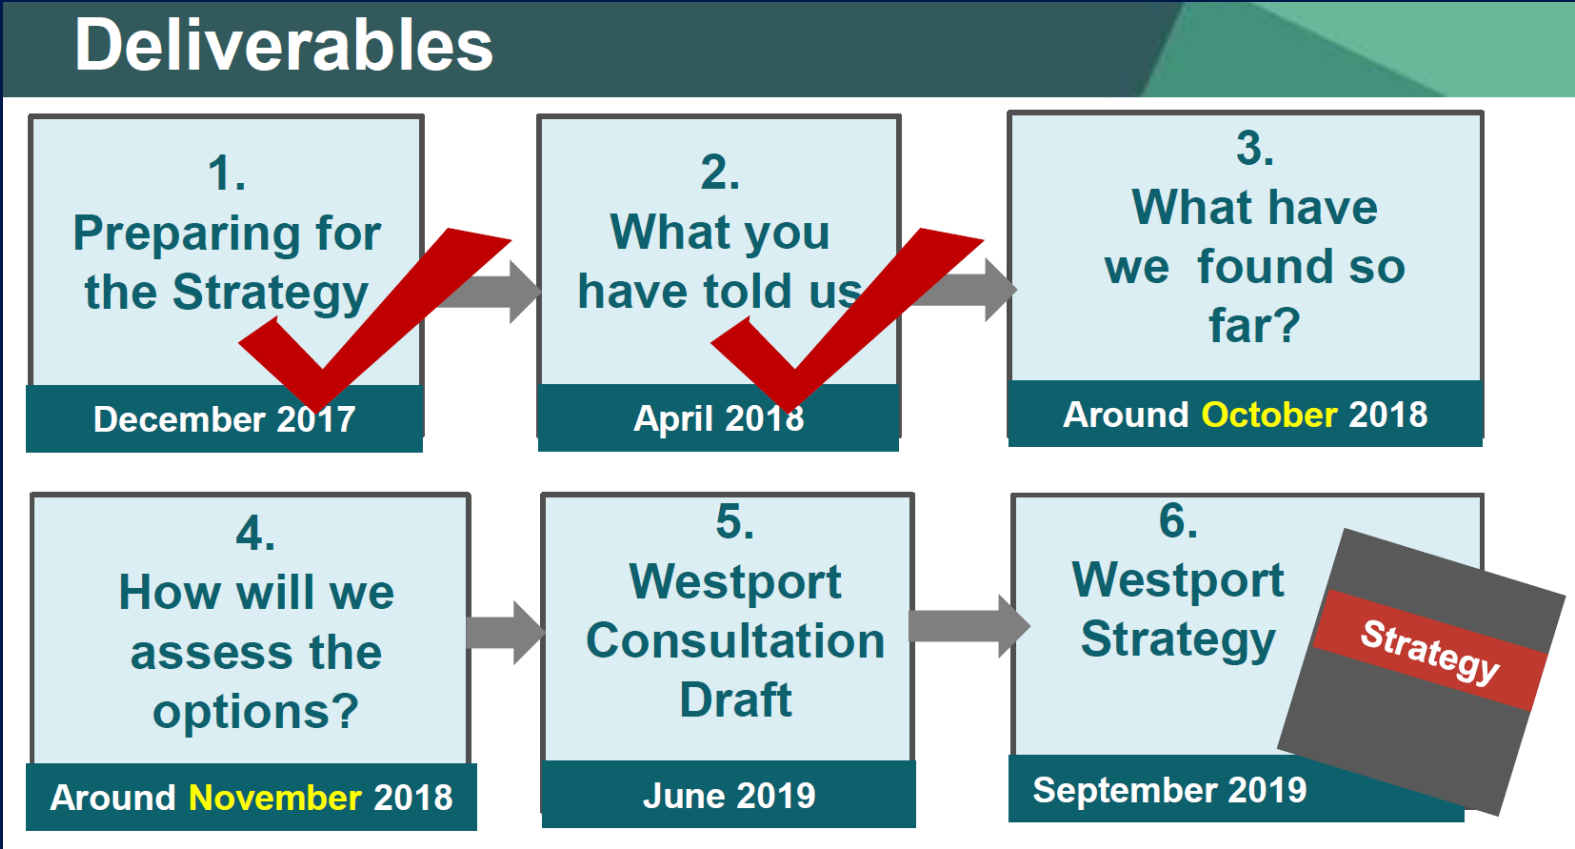 Deliverables
1.
Preparing for
the Strategy
December 2017
2.
What you
have told us
April 2018
3.
What have
we found so
far?
Around October 2018
4.
How will we
assess the
options?
Around November 2018
5.
Westport
Consultation
Draft
June 2019
6.
Westport
Strategy
September 2019
Strategy